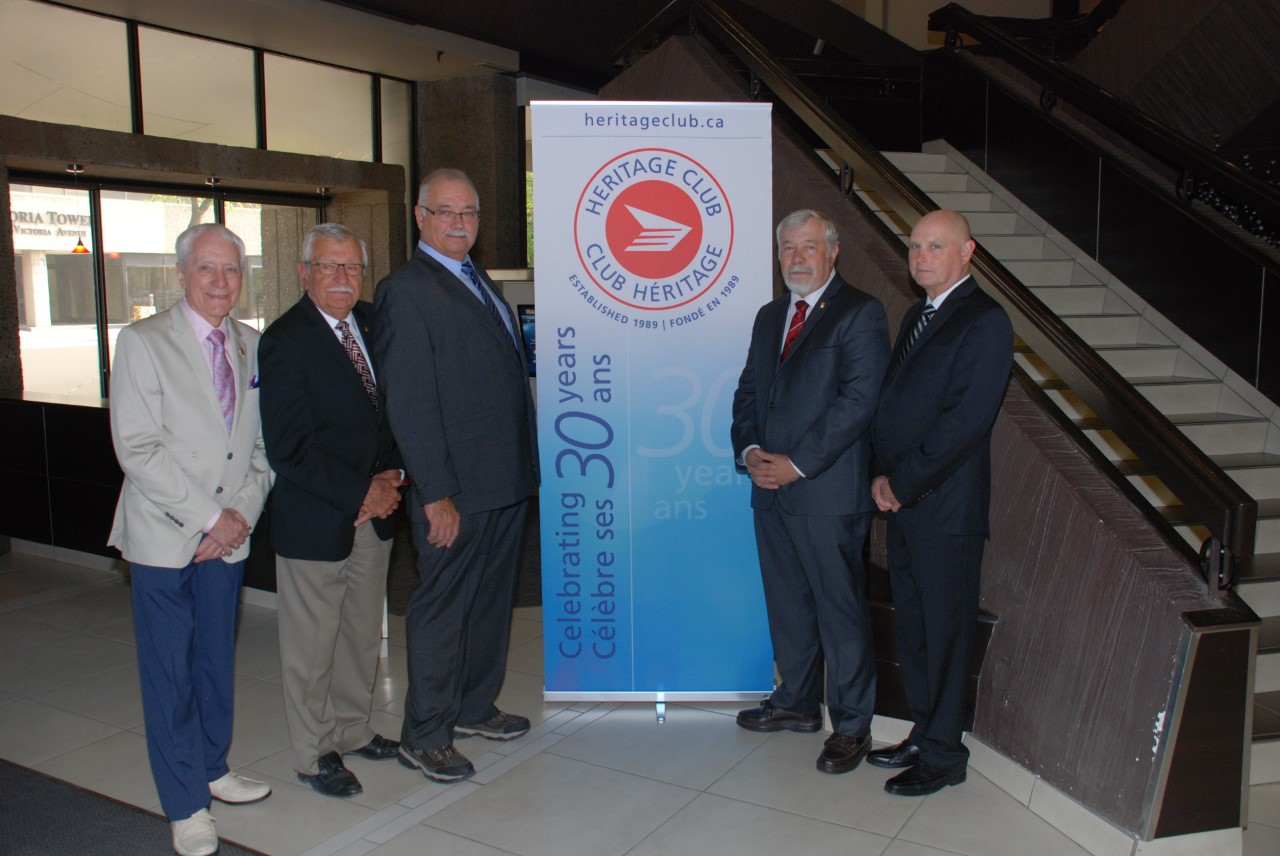 heritageclub.ca
HERITAGE CLUB
CLUB HÉRITAGE
ESTABLISHED 1989 | FONDÉ EN 1989
Celebrating 30 years
Célèbre ses 30 ans
30
years
ans
ORIA TOWE
VICTORIA AVENUE